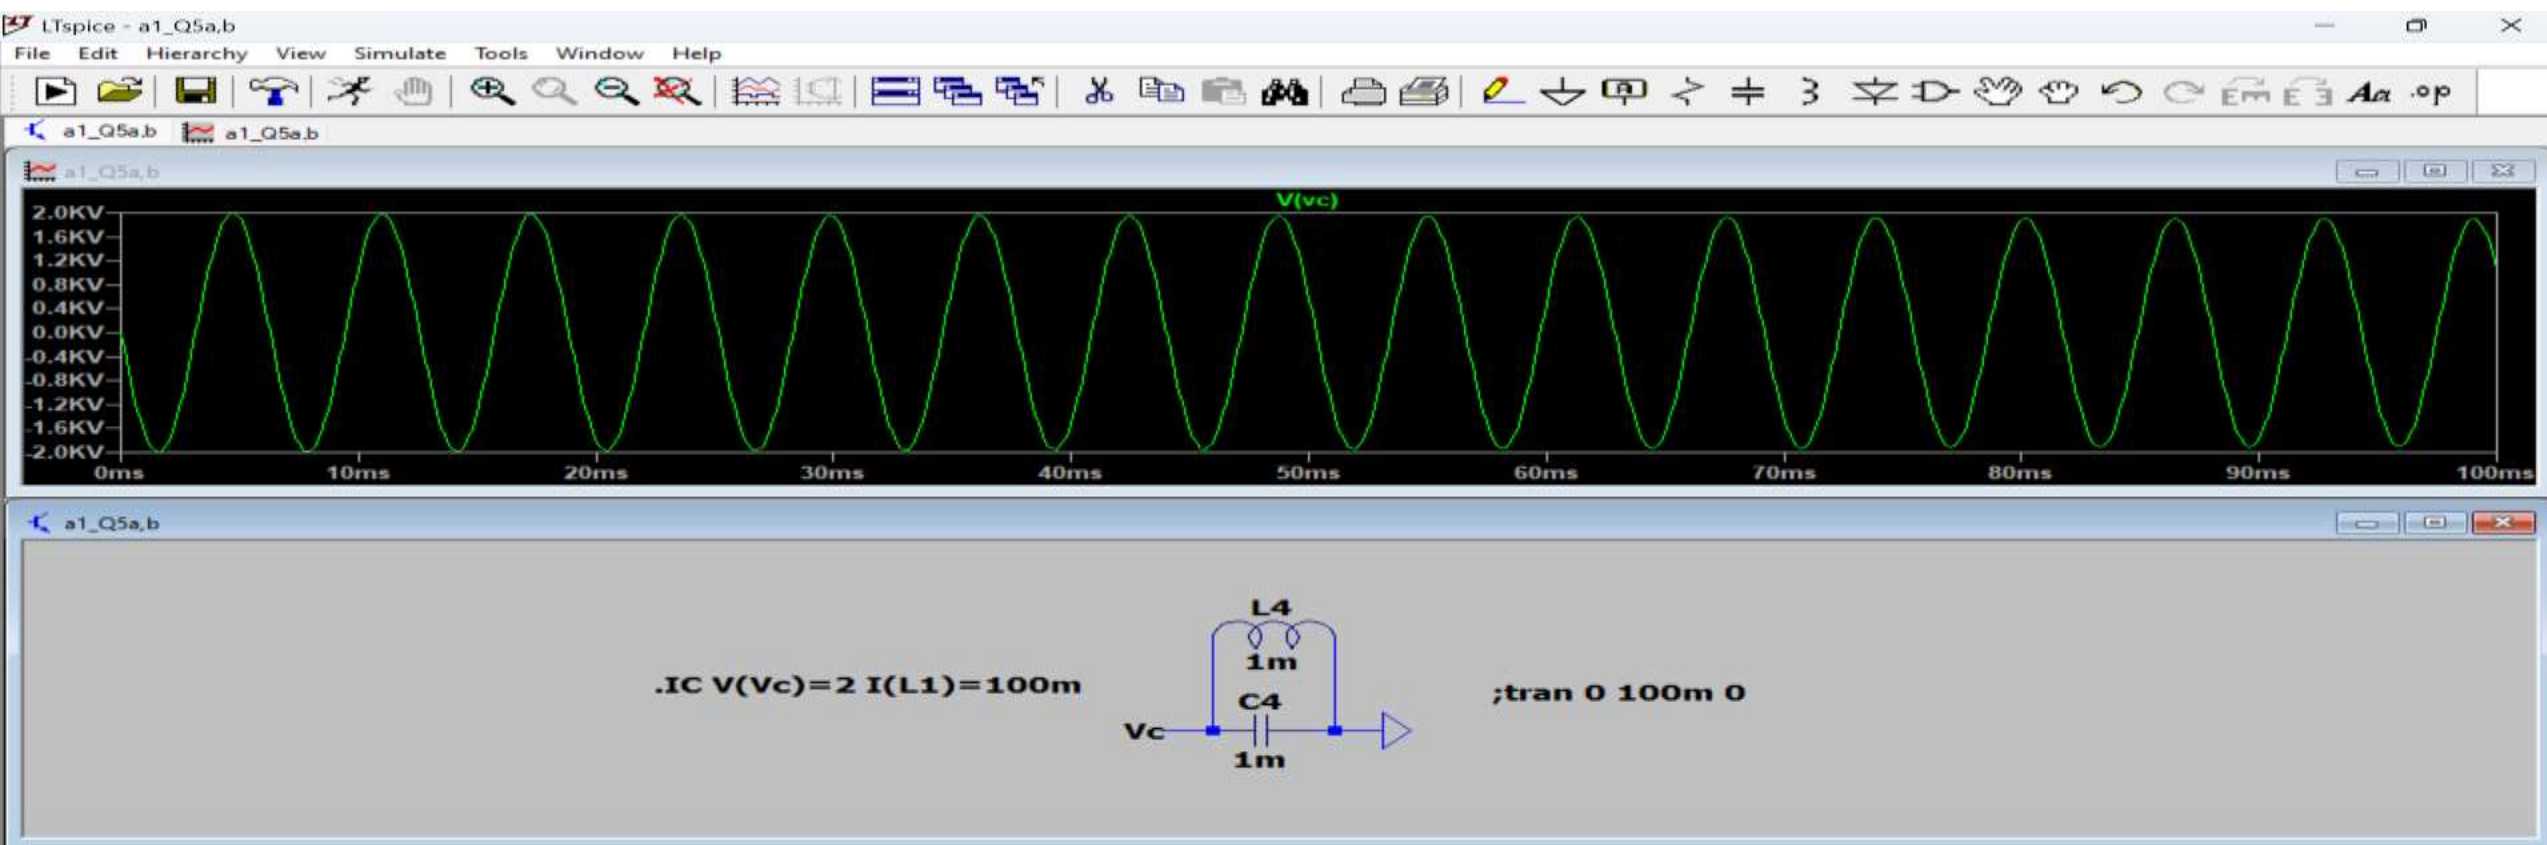 LTspice - a1_Q5a,b
File Edit Hierarchy View Simulate Tools Window Help
Aa .op
a1_Q5a,b a1_Q5a,b
a1_Q5a,b
V(vc)
2.0KV
1.6KV
1.2KV
0.8KV
0.4KV
0.0KV
-0.4KV
-0.8KV
-1.2KV
-1.6KV
-2.0KV
0ms 10ms 20ms 30ms 40ms 50ms 60ms 70ms 80ms 90ms 100ms
a1_Q5a,b
L4
1m
.IC V(Vc)=2 I(L1)=100m
;tran 0 100m 0
C4
Vc
1m